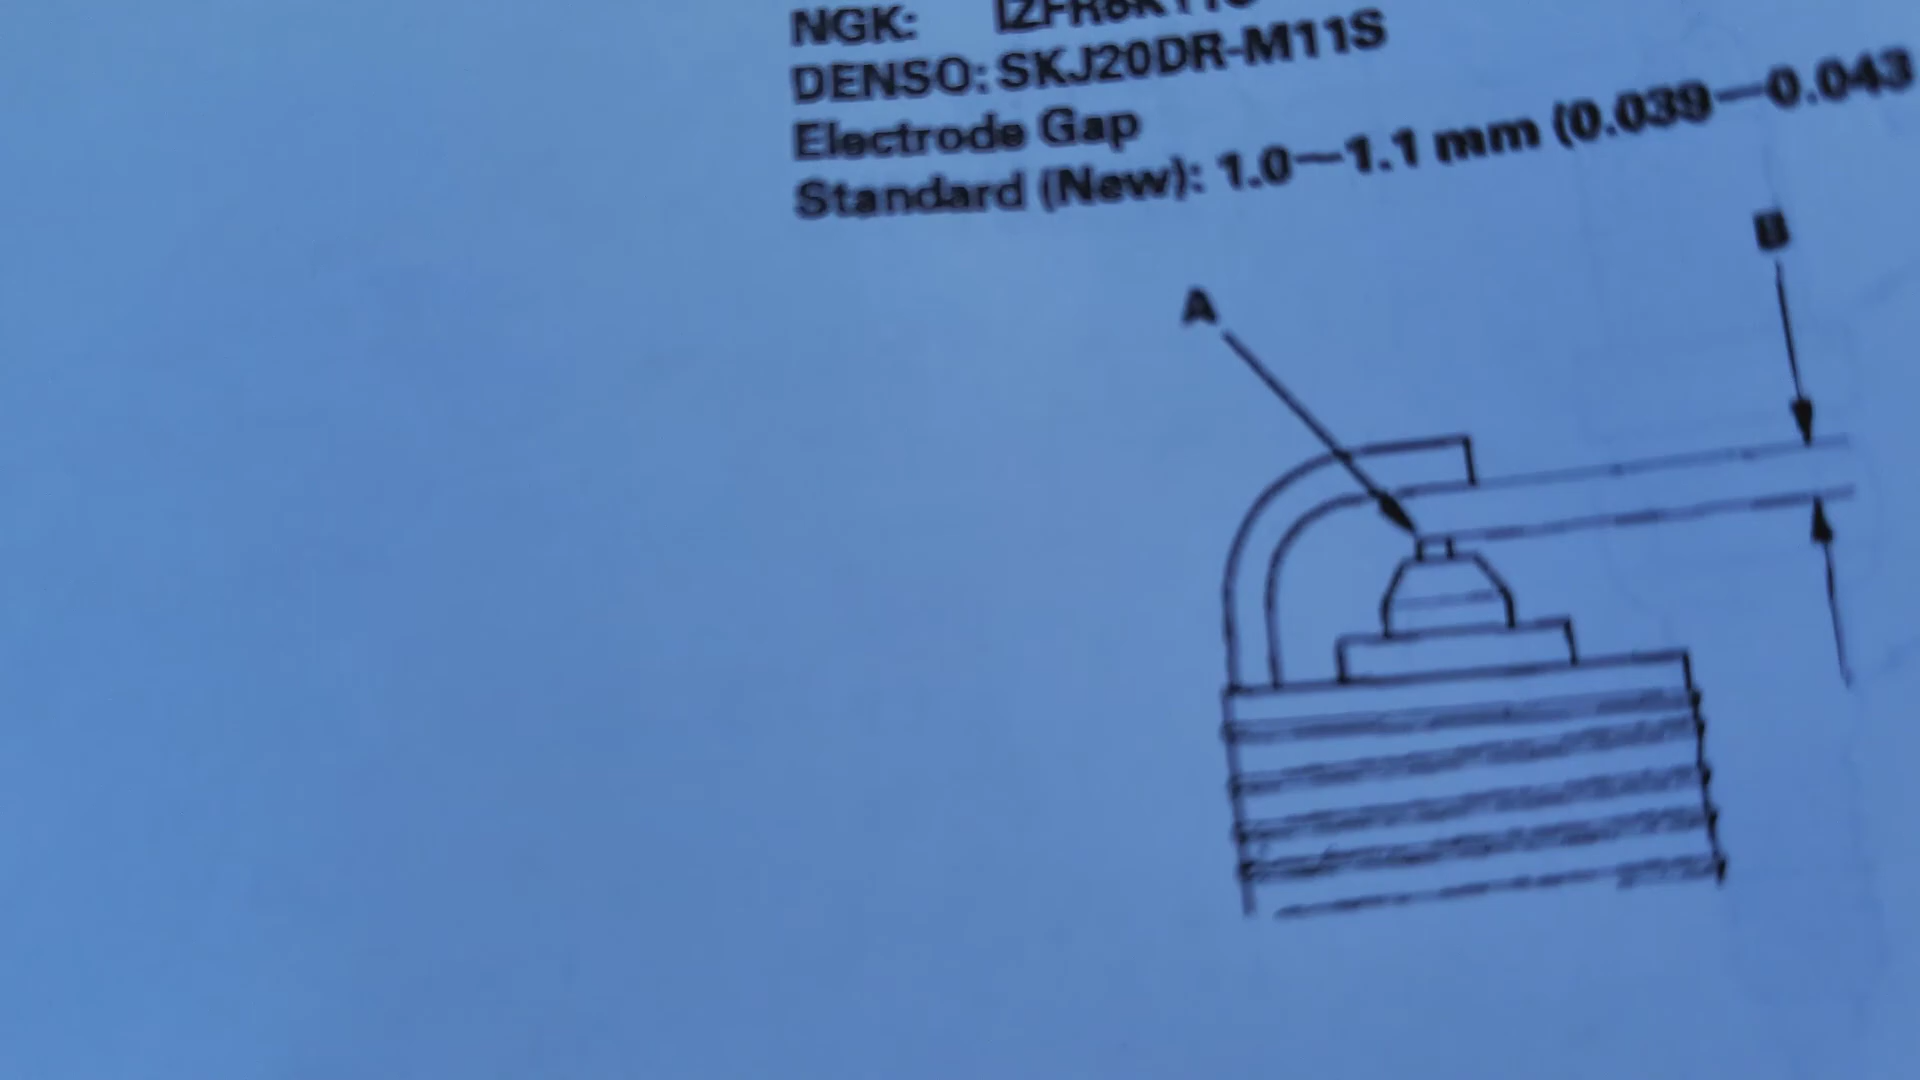 NGK:
DENSO: SKJ20DR-M11S
Electrode Gap
Standard (New): 1.0—1.1 mm (0.039—0.043
B
A